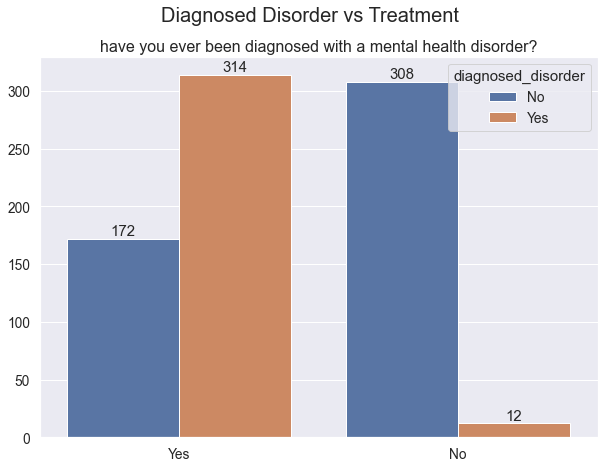 Diagnosed Disorder vs Treatment
have you ever been diagnosed with a mental health disorder?
314
308
172
12
diagnosed_disorder
No
Yes
300
250
200
150
100
50
0
Yes
No